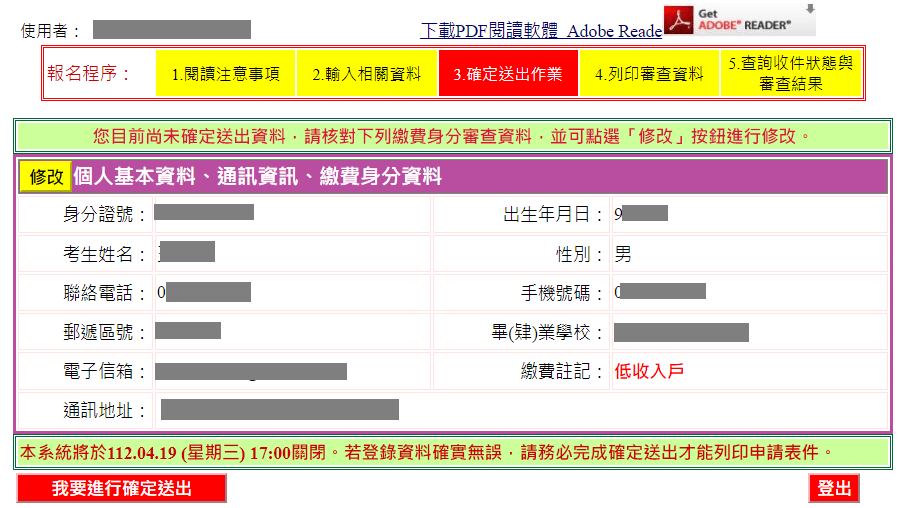 使用者：
下載PDF閱讀軟體 Adobe Reade
Get
ADOBE® READER®
報名程序：
1.閱讀注意事項
2.輸入相關資料
3.確定送出作業
4.列印審查資料
5.查詢收件狀態與
審查結果
您目前尚未確定送出資料，請核對下列繳費身分審查資料，並可點選「修改」按鈕進行修改。
修改 個人基本資料、通訊資訊、繳費身分資料
身分證號： 出生年月日： 9
考生姓名： 性別： 男
聯絡電話： 0 手機號碼： 0
郵遞區號： 畢(肄)業學校：
電子信箱： 繳費註記： 低收入戶
通訊地址：
本系統將於112.04.19 (星期三) 17:00關閉。若登錄資料確實無誤，請務必完成確定送出才能列印申請表件。
我要進行確定送出 登出